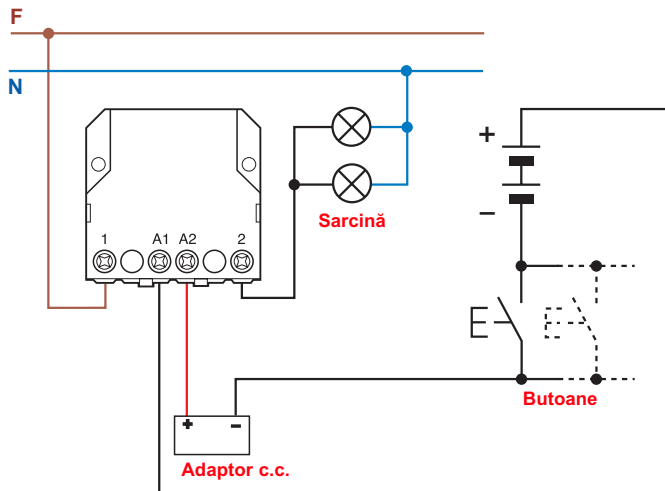 F
N
1 A1 A2 2
Sarcină
+
−
Butoane
+ −
Adaptor c.c.